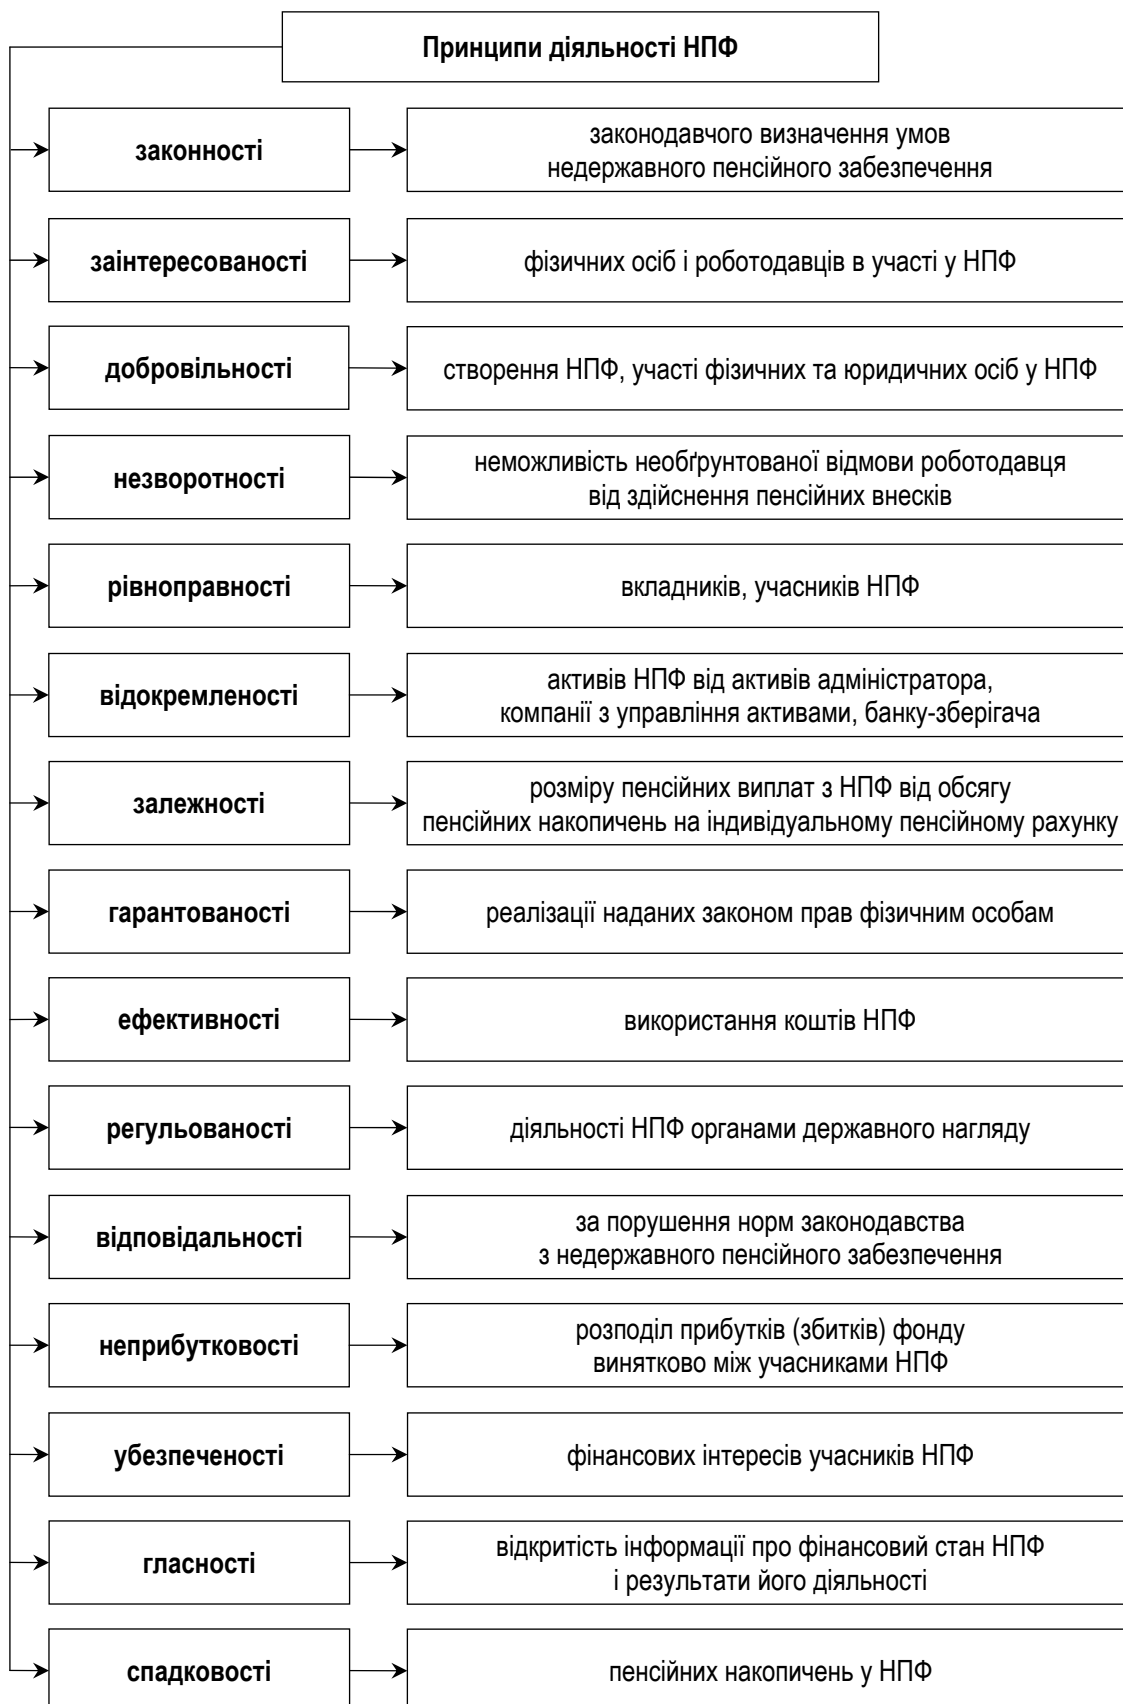 Принципи діяльності НПФ
законності
законодавчого визначення умов
недержавного пенсійного забезпечення
заінтересованості
фізичних осіб і роботодавців в участі у НПФ
добровільності
створення НПФ, участі фізичних та юридичних осіб у НПФ
незворотності
неможливість необґрунтованої відмови роботодавця
від здійснення пенсійних внесків
рівноправності
вкладників, учасників НПФ
відокремленості
активів НПФ від активів адміністратора,
компанії з управління активами, банку-зберігача
залежності
розміру пенсійних виплат з НПФ від обсягу
пенсійних накопичень на індивідуальному пенсійному рахунку
гарантованості
реалізації наданих законом прав фізичним особам
ефективності
використання коштів НПФ
регульованості
діяльності НПФ органами державного нагляду
відповідальності
за порушення норм законодавства
з недержавного пенсійного забезпечення
неприбутковості
розподіл прибутків (збитків) фонду
винятково між учасниками НПФ
убезпеченості
фінансових інтересів учасників НПФ
гласності
відкритість інформації про фінансовий стан НПФ
і результати його діяльності
спадковості
пенсійних накопичень у НПФ